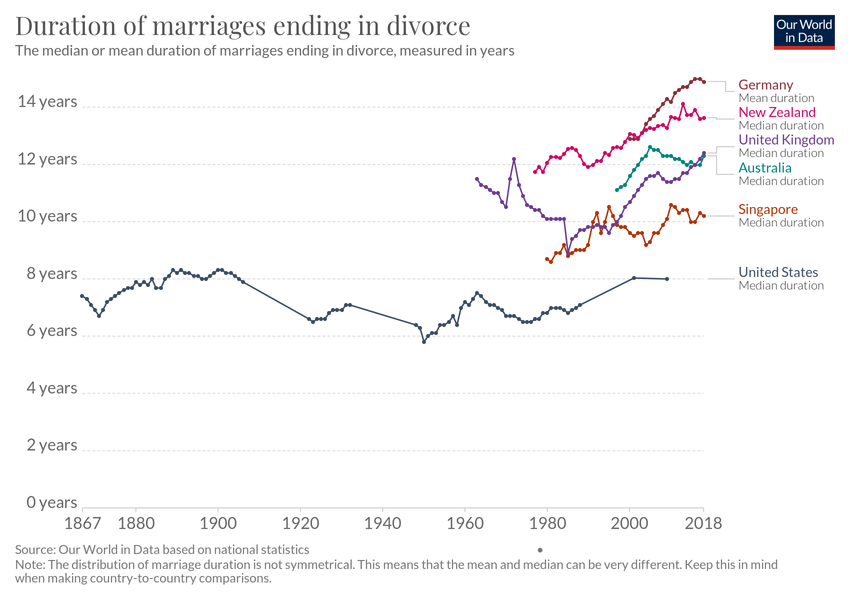 Duration of marriages ending in divorce
The median or mean duration of marriages ending in divorce, measured in years
Our World
in Data
14 years
12 years
10 years
8 years
6 years
4 years
2 years
0 years
1867
1880
1900
1920
1940
1960
1980
2000
2018
Germany
Mean duration
New Zealand
Median duration
United Kingdom
Median duration
Australia
Median duration
Singapore
Median duration
United States
Median duration
Source: Our World in Data based on national statistics
Note: The distribution of marriage duration is not symmetrical. This means that the mean and median can be very different. Keep this in mind
when making country-to-country comparisons.